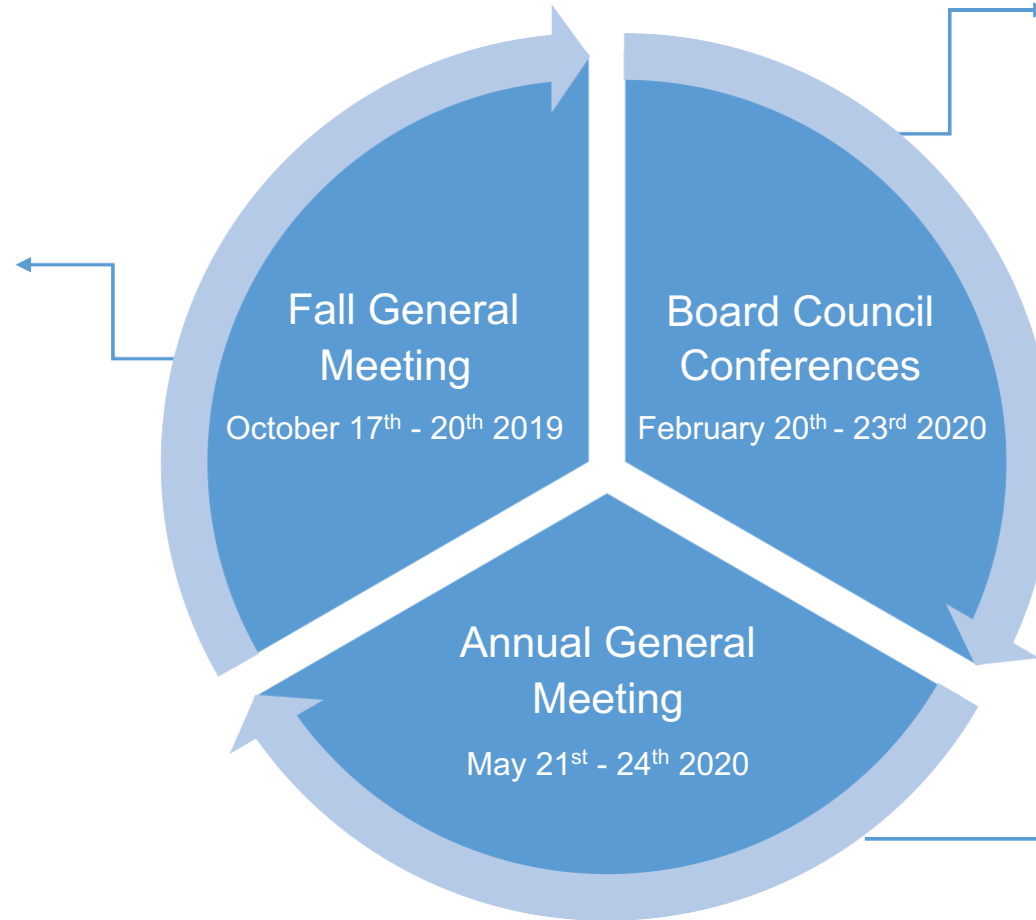 Fall General
Meeting
October 17th - 20th 2019
Board Council
Conferences
February 20th - 23rd 2020
Annual General
Meeting
May 21st - 24th 2020